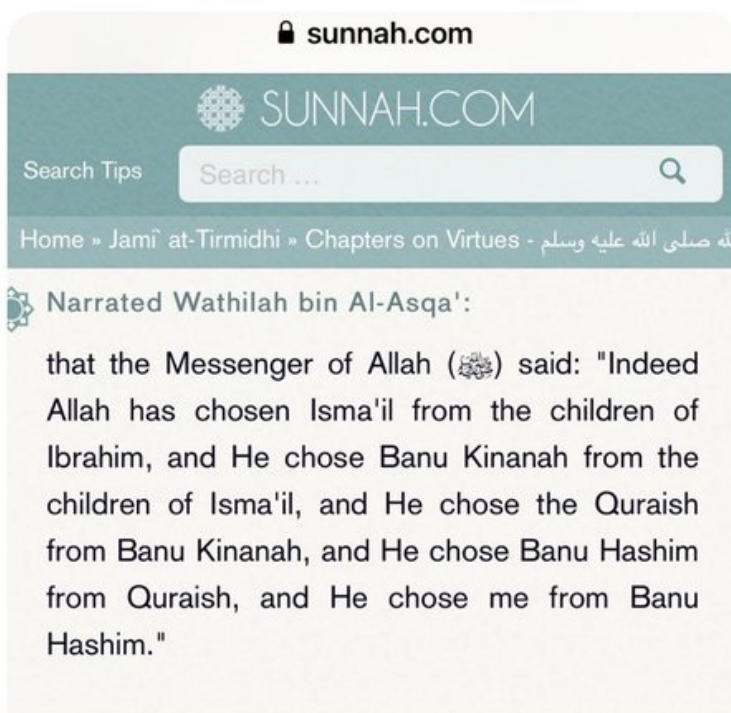 sunnah.com
SUNNAH.COM
Search Tips
Search ...
Home » Jami` at-Tirmidhi » Chapters on Virtues - صلى الله عليه وسلم
Narrated Wathilah bin Al-Asqa':
that the Messenger of Allah (ﷺ) said: "Indeed
Allah has chosen Isma'il from the children of
Ibrahim, and He chose Banu Kinanah from the
children of Isma'il, and He chose the Quraish
from Banu Kinanah, and He chose Banu Hashim
from Quraish, and He chose me from Banu
Hashim."